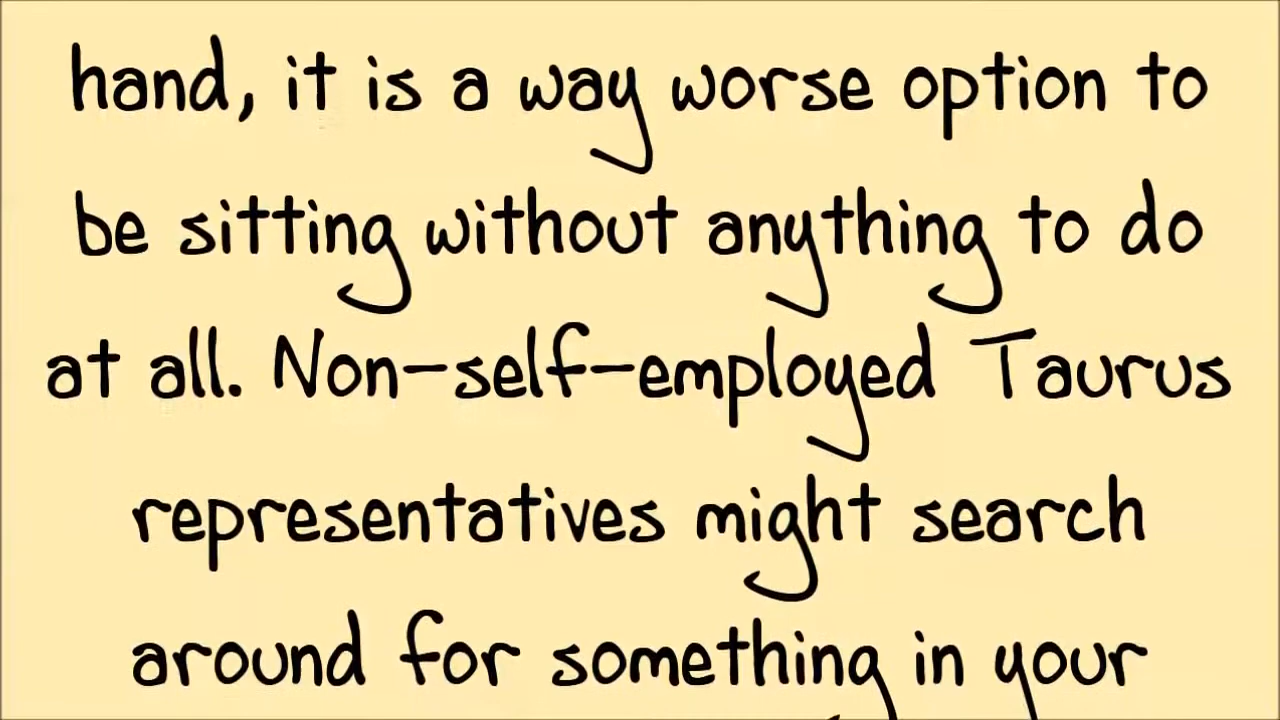 hand, it is a way worse option to
be sitting without anything to do
at all. Non-self-employed Taurus
representatives might search
around for something in your